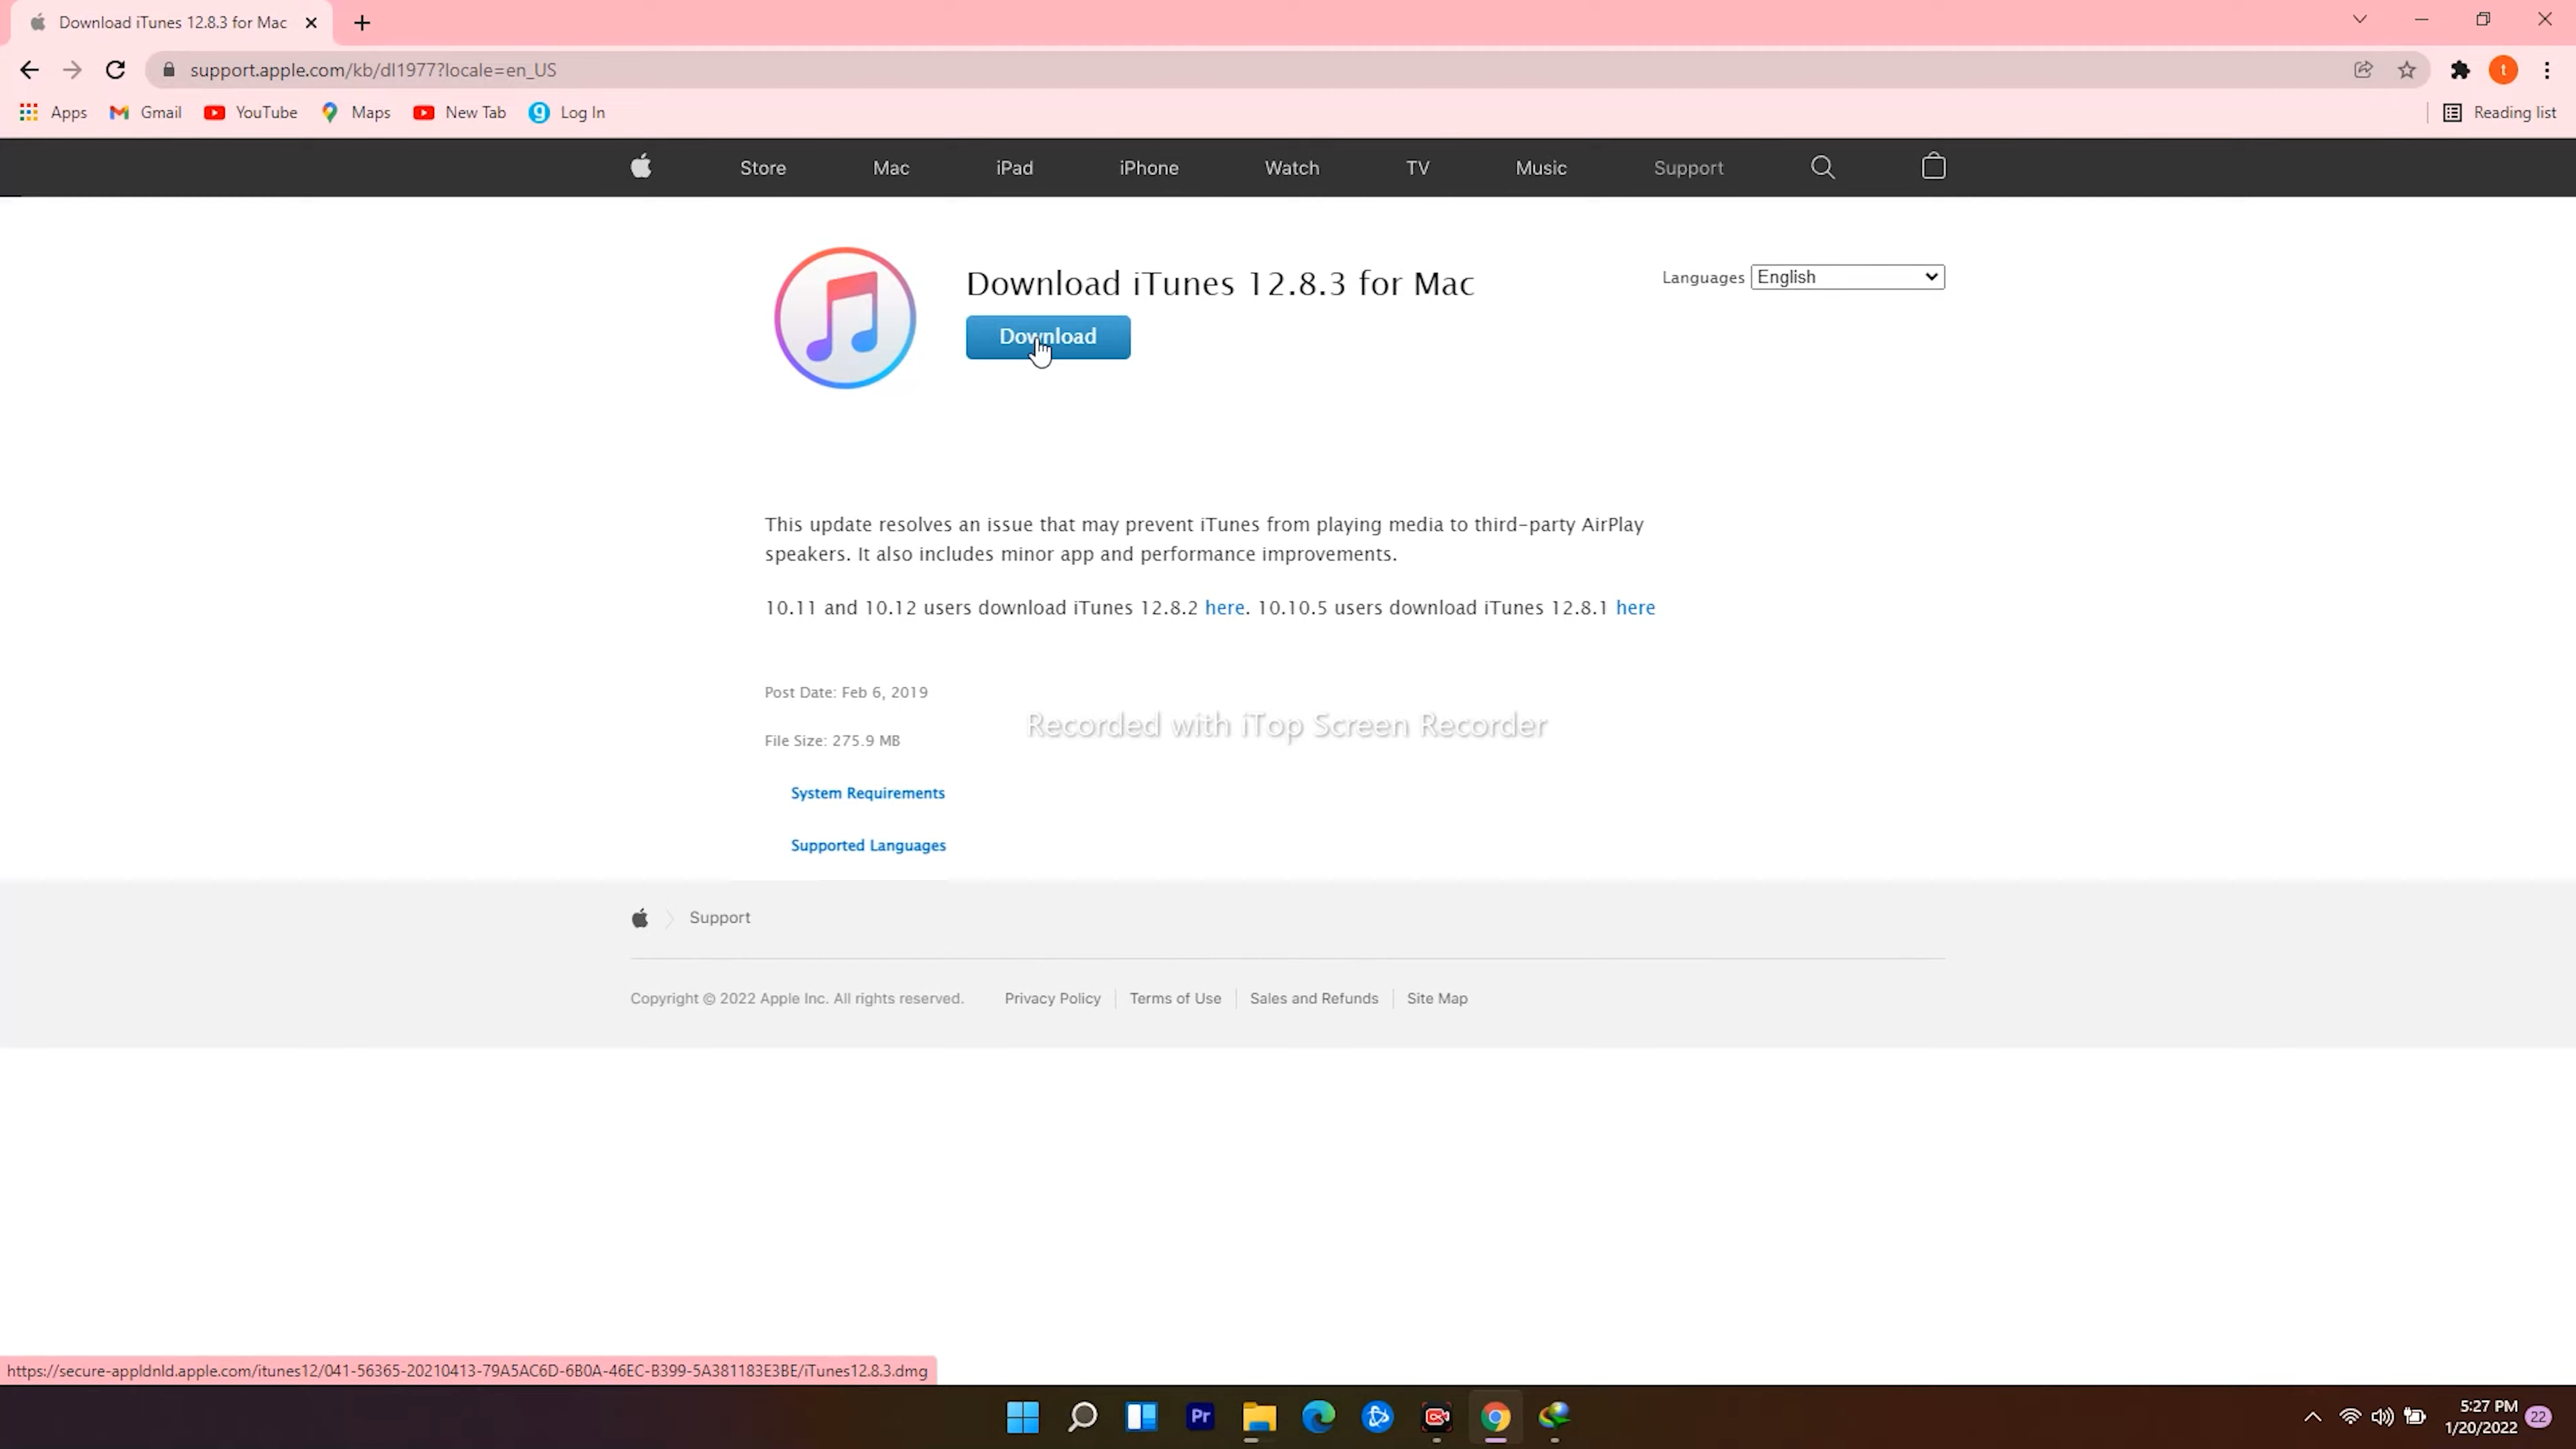 Download iTunes 12.8.3 for Mac
support.apple.com/kb/dl1977?locale=en_US
t
Apps
Gmail
YouTube
Maps
New Tab
Log In
Reading list
Store
Mac
iPad
iPhone
Watch
TV
Music
Support
Download iTunes 12.8.3 for Mac
Languages English
Download
This update resolves an issue that may prevent iTunes from playing media to third-party AirPlay
speakers. It also includes minor app and performance improvements.
10.11 and 10.12 users download iTunes 12.8.2 here. 10.10.5 users download iTunes 12.8.1 here
Post Date: Feb 6, 2019
Recorded with iTop Screen Recorder
File Size: 275.9 MB
System Requirements
Supported Languages
Support
Copyright © 2022 Apple Inc. All rights reserved.
Privacy Policy
Terms of Use
Sales and Refunds
Site Map
https://secure-appldnld.apple.com/itunes12/041-56365-20210413-79A5AC6D-6B0A-46EC-B399-5A381183E3BE/iTunes12.8.3.dmg
Pr
5:27 PM
1/20/2022
22